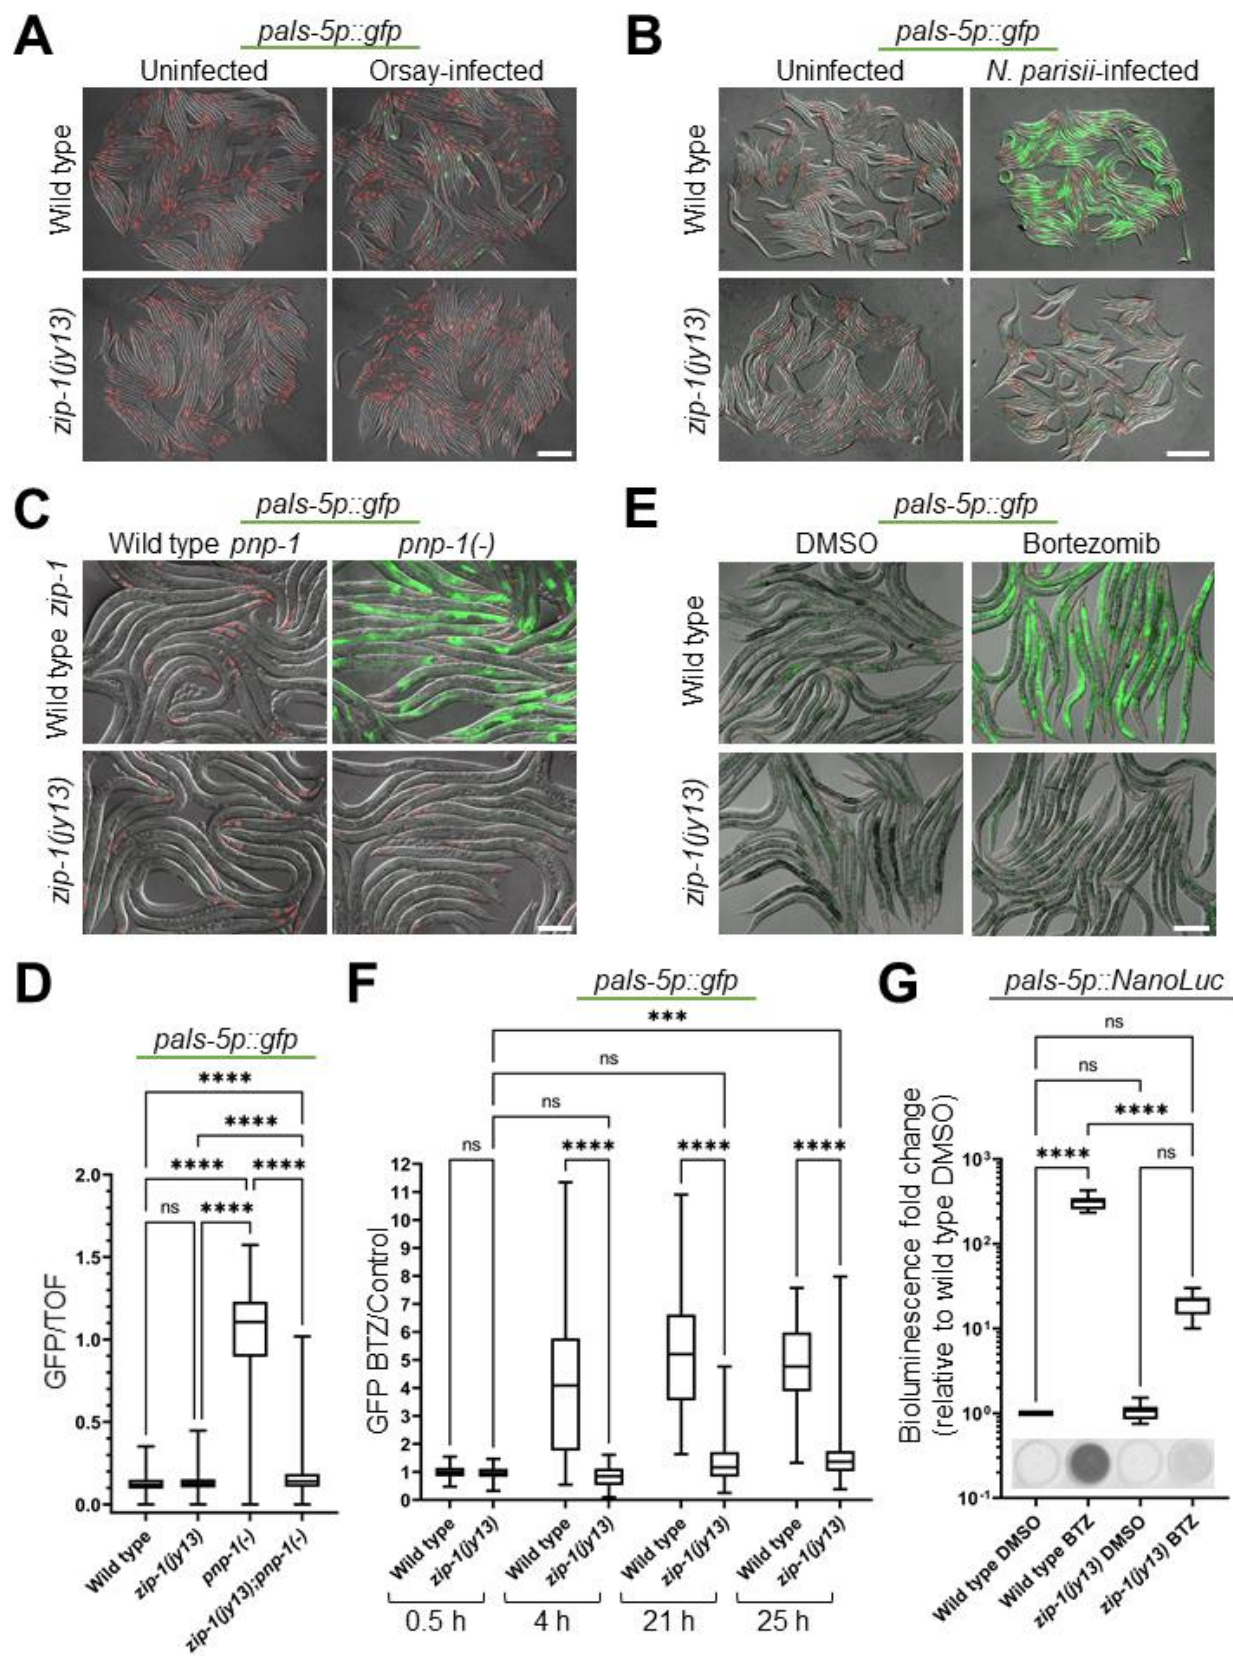 A
pals-5p::gfp
Uninfected
Orsay-infected
Wild type
zip-1(jy13)
B
pals-5p::gfp
Uninfected
N. parisii-infected
Wild type
zip-1(jy13)
C
pals-5p::gfp
Wild type pnp-1
pnp-1(-)
Wild type zip-1
zip-1(jy13)
E
pals-5p::gfp
DMSO
Bortezomib
Wild type
zip-1(jy13)
D
pals-5p::gfp
****
****
**** ****
ns ****
GFP/TOF
2.0
1.5
1.0
0.5
0.0
Wild type
zip-1(jy13)
pnp-1(-)
zip-1(jy13);pnp-1(-)
F
pals-5p::gfp
***
ns
ns
ns **** **** ****
GFP BTZ/Control
12
11
10
9
8
7
6
5
4
3
2
1
0
Wild type
zip-1(jy13)
Wild type
zip-1(jy13)
Wild type
zip-1(jy13)
Wild type
zip-1(jy13)
0.5 h
4 h
21 h
25 h
G
pals-5p::NanoLuc
ns
ns
****
**** ns
Bioluminescence fold change
(relative to wild type DMSO)
10³
10²
10¹
10⁰
10⁻¹
Wild type DMSO
Wild type BTZ
zip-1(jy13) DMSO
zip-1(jy13) BTZ